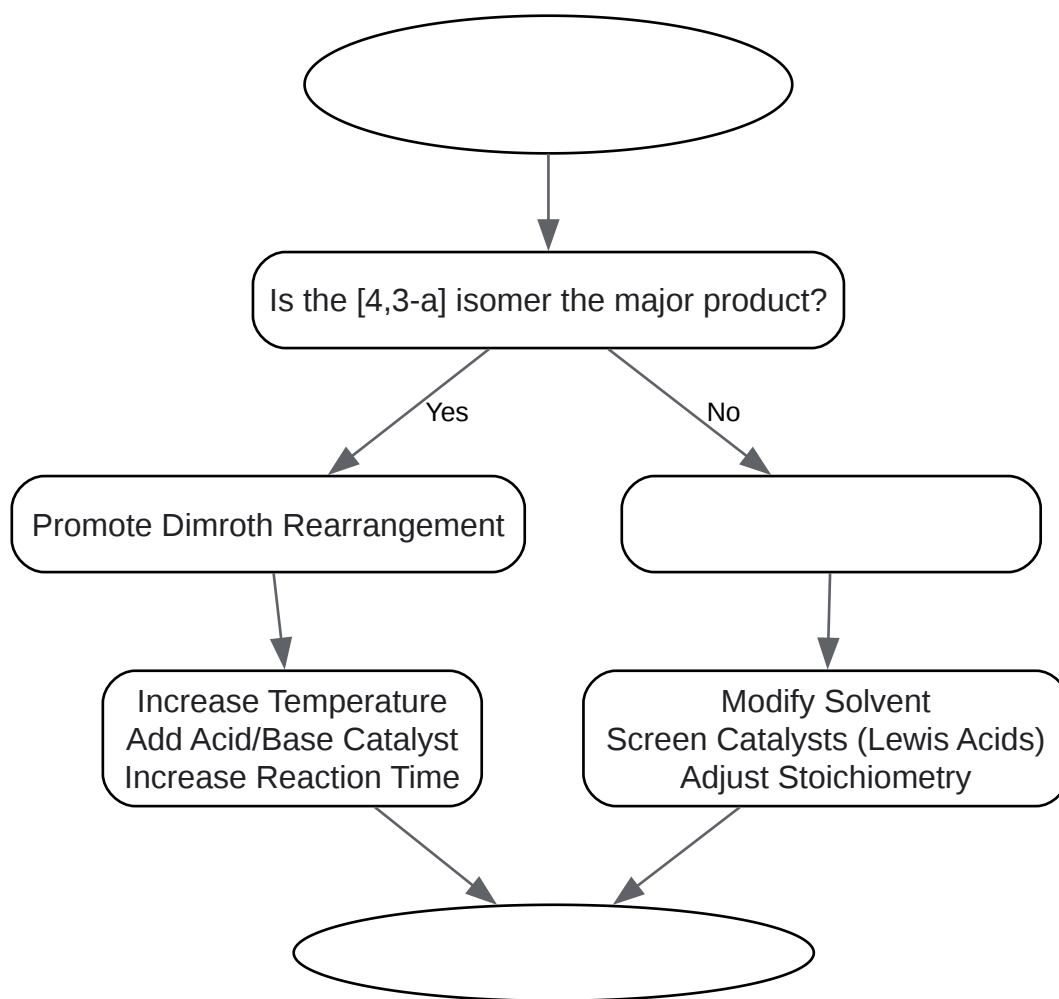 Is the [4,3-a] isomer the major product?
Yes
No
Promote Dimroth Rearrangement
Increase Temperature
Add Acid/Base Catalyst
Increase Reaction Time
Modify Solvent
Screen Catalysts (Lewis Acids)
Adjust Stoichiometry